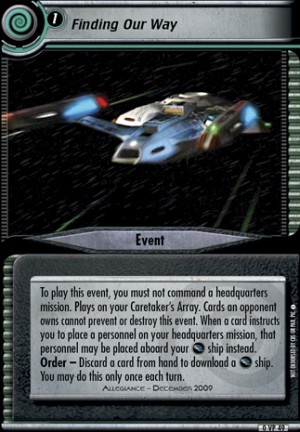 1 Finding Our Way
Event
To play this event, you must not command a headquarters
mission. Plays on your Caretaker's Array. Cards an opponent
owns cannot prevent or destroy this event. When a card instructs
you to place a personnel on your headquarters mission, that
personnel may be placed aboard your ship instead.
Order – Discard a card from hand to download a ship.
You may do this only once each turn.
Allegiance – December 2009